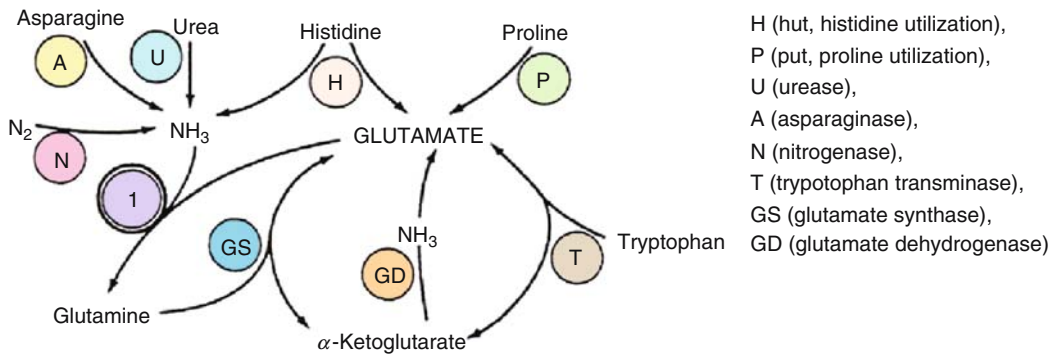 Asparagine
Urea
Histidine
Proline
A
U
H
P
N₂
NH₃
GLUTAMATE
N
1
GS
NH₃
GD
T
Tryptophan
Glutamine
α-Ketoglutarate
H (hut, histidine utilization),
P (put, proline utilization),
U (urease),
A (asparaginase),
N (nitrogenase),
T (trypotophan transminase),
GS (glutamate synthase),
GD (glutamate dehydrogenase)